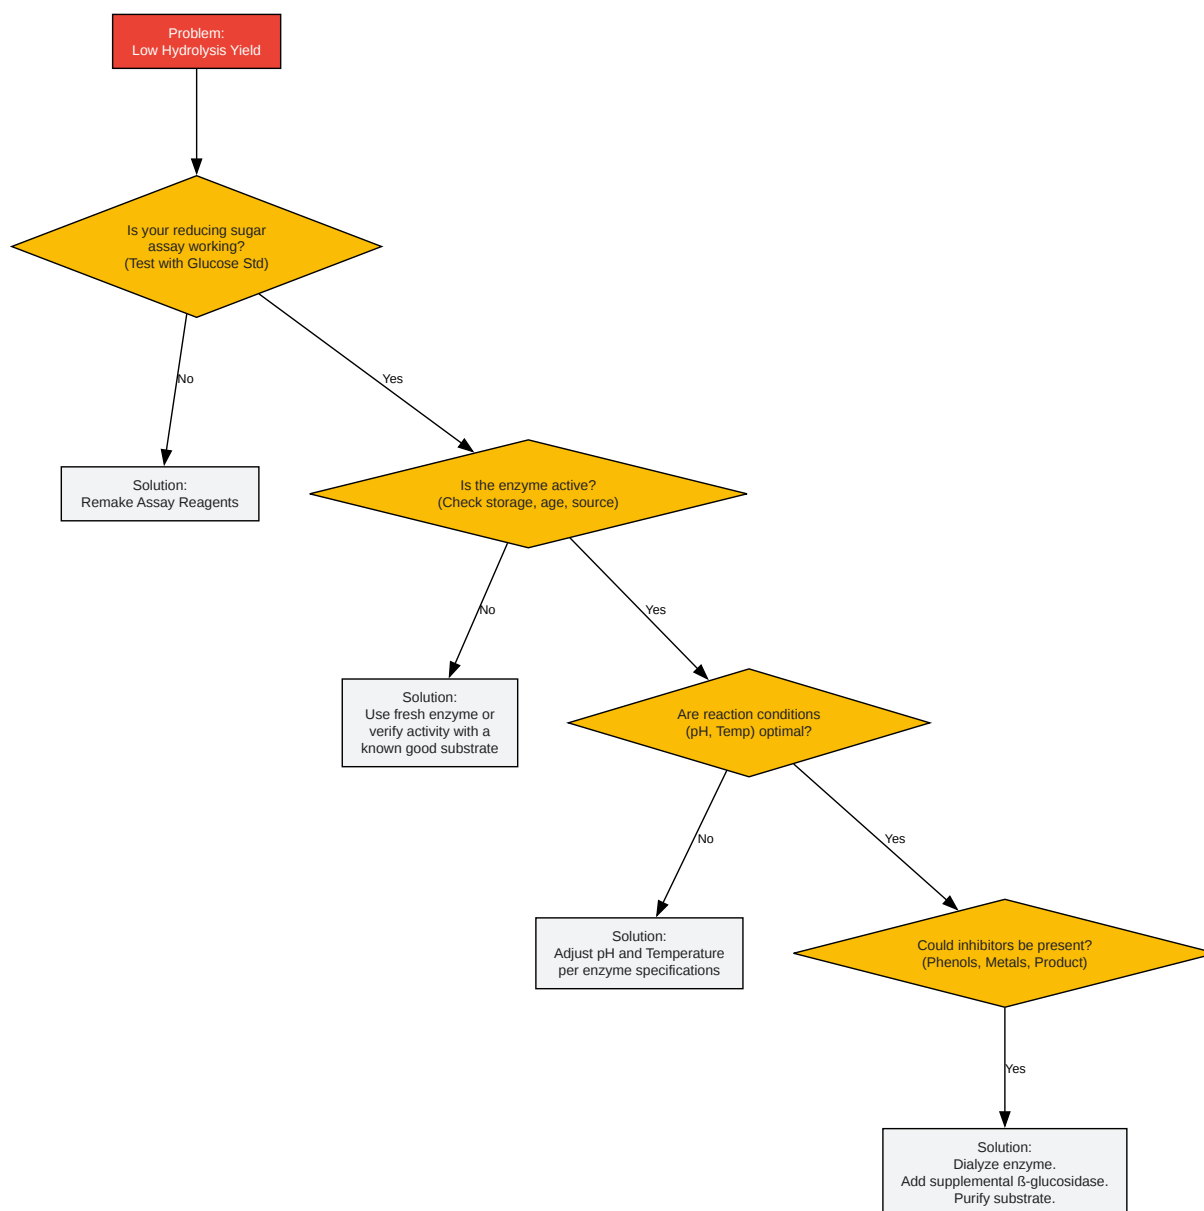 Problem:
Low Hydrolysis Yield
Is your reducing sugar
assay working?
(Test with Glucose Std)
No
Yes
Solution:
Remake Assay Reagents
Is the enzyme active?
(Check storage, age, source)
No
Yes
Solution:
Use fresh enzyme or
verify activity with a
known good substrate
Are reaction conditions
(pH, Temp) optimal?
No
Yes
Solution:
Adjust pH and Temperature
per enzyme specifications
Could inhibitors be present?
(Phenols, Metals, Product)
Yes
Solution:
Dialyze enzyme.
Add supplemental ß-glucosidase.
Purify substrate.